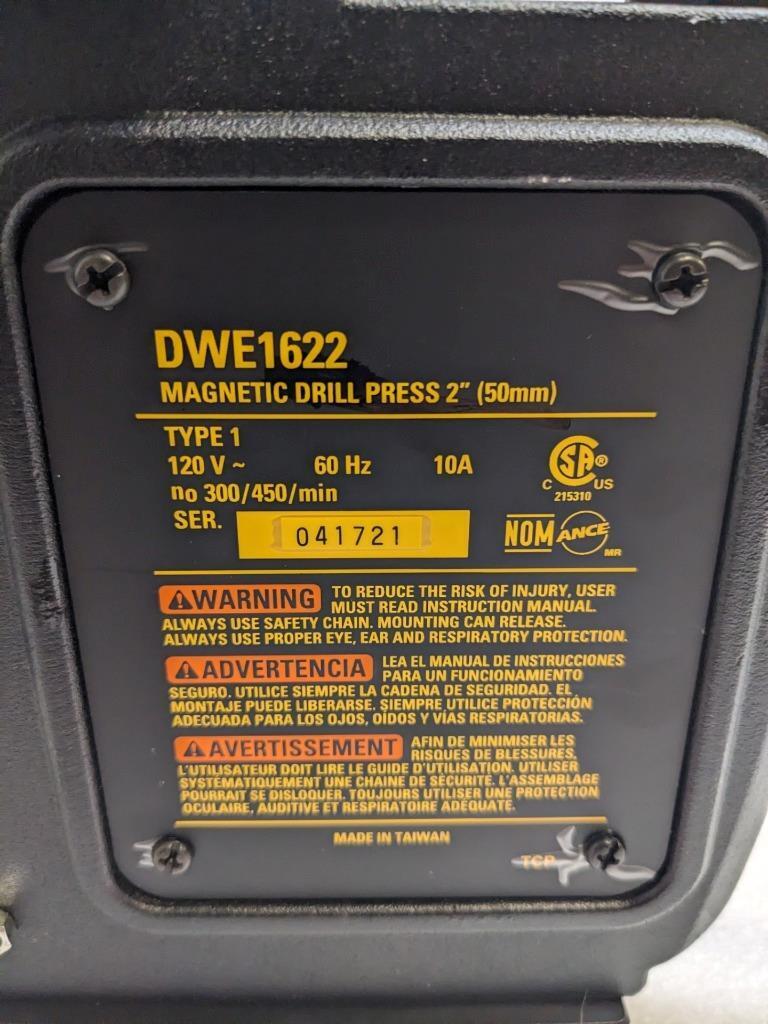 DWE1622
MAGNETIC DRILL PRESS 2" (50mm)
TYPE 1
120 V ~ 60 Hz 10A
no 300/450/min
SER. 041721
CSA®
C US
215310
NOM ANCE
MR
WARNING TO REDUCE THE RISK OF INJURY, USER
MUST READ INSTRUCTION MANUAL.
ALWAYS USE SAFETY CHAIN. MOUNTING CAN RELEASE.
ALWAYS USE PROPER EYE, EAR AND RESPIRATORY PROTECTION.
ADVERTENCIA LEA EL MANUAL DE INSTRUCCIONES
PARA UN FUNCIONAMIENTO
SEGURO. UTILICE SIEMPRE LA CADENA DE SEGURIDAD. EL
MONTAJE PUEDE LIBERARSE. SIEMPRE UTILICE PROTECCIÓN
ADECUADA PARA LOS OJOS, OÍDOS Y VÍAS RESPIRATORIAS.
AVERTISSEMENT AFIN DE MINIMISER LES
RISQUES DE BLESSURES,
L'UTILISATEUR DOIT LIRE LE GUIDE D'UTILISATION. UTILISER
SYSTÉMATIQUEMENT UNE CHAINE DE SÉCURITÉ. L'ASSEMBLAGE
POURRAIT SE DISLOQUER. TOUJOURS UTILISER UNE PROTECTION
OCULAIRE, AUDITIVE ET RESPIRATOIRE ADÉQUATE.
MADE IN TAIWAN
TCP